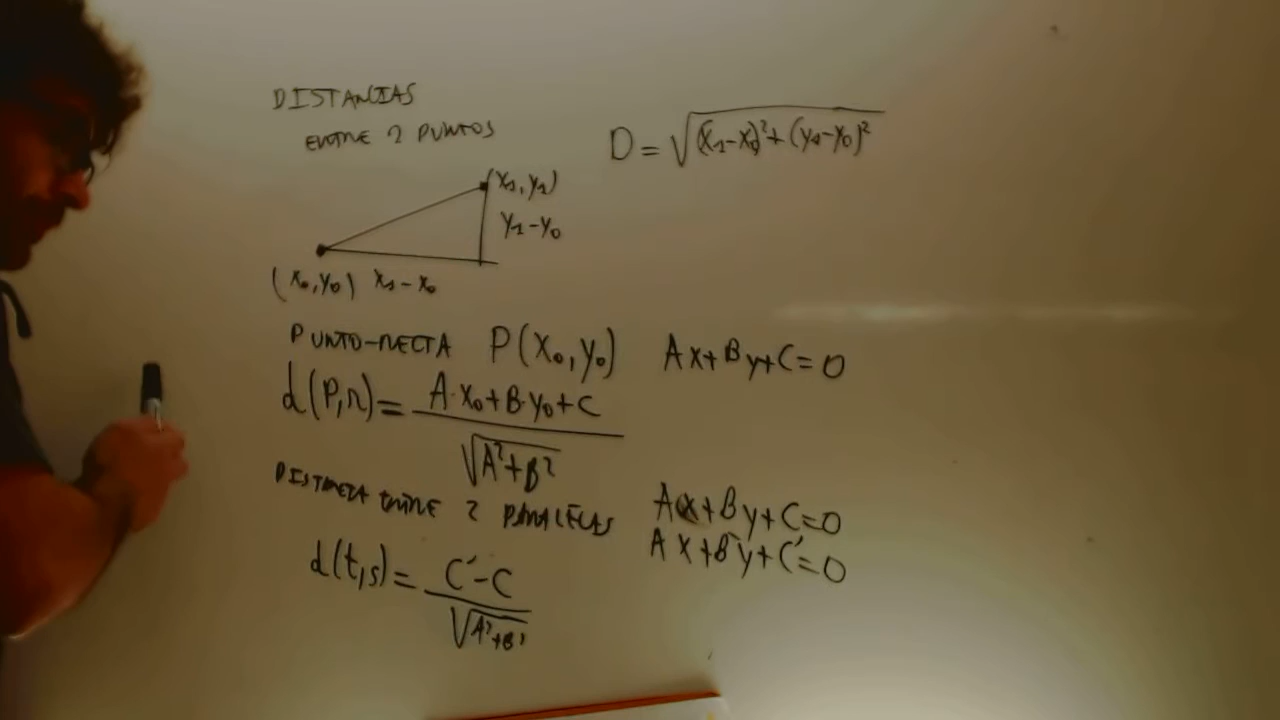 DISTANCIAS
ENTRE 2 PUNTOS
D = √(x₁-x₀)²+(y₁-y₀)²
(x₁, y₁)
y₁-y₀
(x₀, y₀) x₁-x₀
PUNTO-RECTA P(x₀, y₀) Ax+By+C=0
d(P,r)= A·x₀+B·y₀+C
√A²+B²
DISTANCIA ENTRE 2 PARALELAS Ax+By+C=0
Ax+By+C'=0
d(t,s)= C'-C
√A²+B²